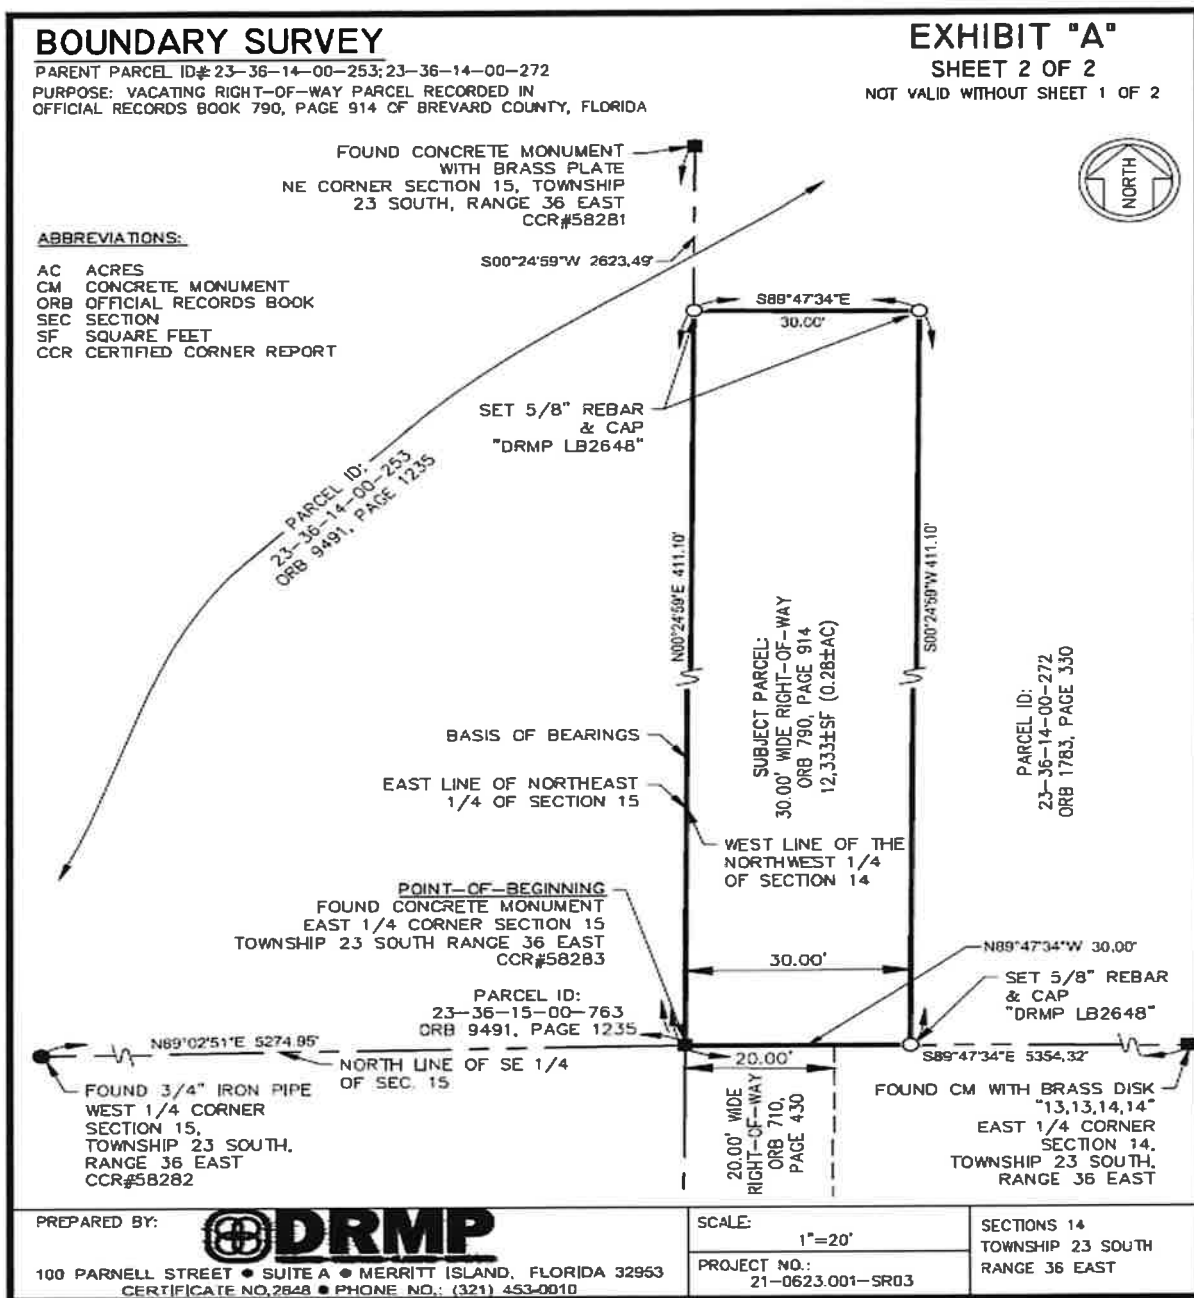 BOUNDARY SURVEY
PARENT PARCEL ID# 23-36-14-00-253; 23-36-14-00-272
PURPOSE: VACATING RIGHT-OF-WAY PARCEL RECORDED IN
OFFICIAL RECORDS BOOK 790, PAGE 914 OF BREVARD COUNTY, FLORIDA
EXHIBIT "A"
SHEET 2 OF 2
NOT VALID WITHOUT SHEET 1 OF 2
NORTH
FOUND CONCRETE MONUMENT
WITH BRASS PLATE
NE CORNER SECTION 15, TOWNSHIP
23 SOUTH, RANGE 36 EAST
CCR#58281
ABBREVIATIONS:
AC ACRES
CM CONCRETE MONUMENT
ORB OFFICIAL RECORDS BOOK
SEC SECTION
SF SQUARE FEET
CCR CERTIFIED CORNER REPORT
S00°24'59"W 2623.49'
S89°47'34"E
30.00'
SET 5/8" REBAR
& CAP
"DRMP LB2648"
PARCEL ID:
23-36-14-00-253
ORB 9491, PAGE 1235
N00°24'59"E 411.10'
S00°24'59"W 411.10'
SUBJECT PARCEL:
30.00' WIDE RIGHT-OF-WAY
ORB 790, PAGE 914
12,333±SF (0.28±AC)
PARCEL ID:
23-36-14-00-272
ORB 1783, PAGE 330
BASIS OF BEARINGS
EAST LINE OF NORTHEAST
1/4 OF SECTION 15
WEST LINE OF THE
NORTHWEST 1/4
OF SECTION 14
POINT-OF-BEGINNING
FOUND CONCRETE MONUMENT
EAST 1/4 CORNER SECTION 15
TOWNSHIP 23 SOUTH RANGE 36 EAST
CCR#58283
30.00'
N89°47'34"W 30.00'
SET 5/8" REBAR
& CAP
"DRMP LB2648"
PARCEL ID:
23-36-15-00-763
ORB 9491, PAGE 1235
N89°02'51"E 5274.95'
NORTH LINE OF SE 1/4
OF SEC. 15
20.00'
S89°47'34"E 5354.32'
FOUND 3/4" IRON PIPE
WEST 1/4 CORNER
SECTION 15,
TOWNSHIP 23 SOUTH,
RANGE 36 EAST
CCR#58282
20.00' WIDE
RIGHT-OF-WAY
ORB 710,
PAGE 430
FOUND CM WITH BRASS DISK
"13,13,14,14"
EAST 1/4 CORNER
SECTION 14,
TOWNSHIP 23 SOUTH,
RANGE 36 EAST
PREPARED BY:
DRMP
100 PARNELL STREET ● SUITE A ● MERRITT ISLAND, FLORIDA 32953
CERTIFICATE NO.2648 ● PHONE NO.: (321) 453-0010
SCALE:
1"=20'
PROJECT NO.:
21-0623.001-SR03
SECTIONS 14
TOWNSHIP 23 SOUTH
RANGE 36 EAST